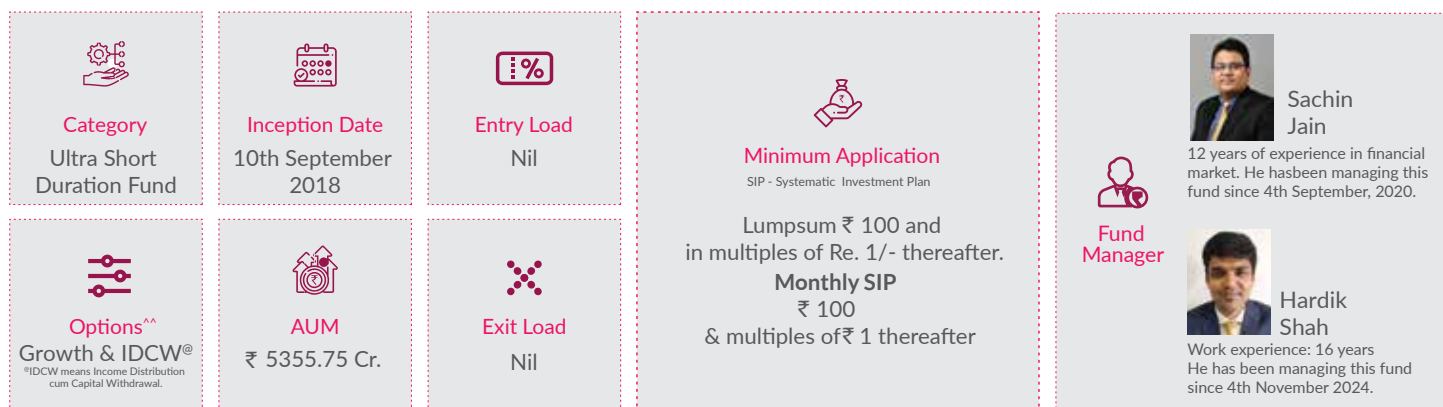 Category
Ultra Short
Duration Fund
Inception Date
10th September
2018
Entry Load
Nil
Minimum Application
SIP - Systematic Investment Plan
Lumpsum ₹ 100 and
in multiples of Re. 1/- thereafter.
Monthly SIP
₹ 100
& multiples of₹ 1 thereafter
Fund
Manager
Sachin
Jain
12 years of experience in financial
market. He hasbeen managing this
fund since 4th September, 2020.
Hardik
Shah
Work experience: 16 years
He has been managing this fund
since 4th November 2024.
Options^^
Growth & IDCW@
@IDCW means Income Distribution
cum Capital Withdrawal.
AUM
₹ 5355.75 Cr.
Exit Load
Nil